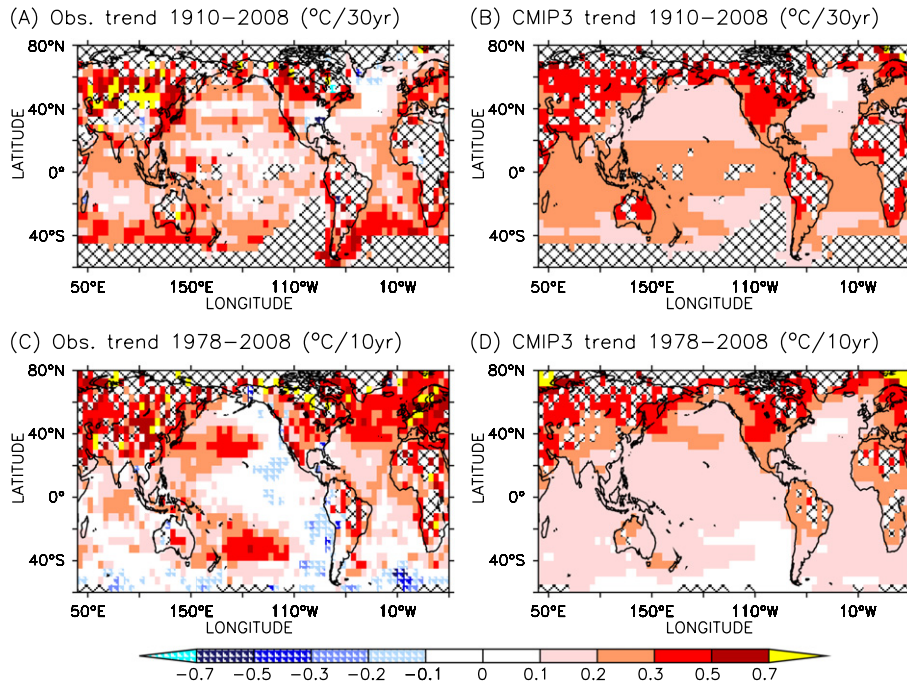 (A) Obs. trend 1910−2008 (°C/30yr) (B) CMIP3 trend 1910−2008 (°C/30yr)
80°N 80°N
40°N 40°N
0° 0°
40°S 40°S
LATITUDE LATITUDE
50°E 150°E 110°W 10°W 50°E 150°E 110°W 10°W
LONGITUDE LONGITUDE
(C) Obs. trend 1978−2008 (°C/10yr) (D) CMIP3 trend 1978−2008 (°C/10yr)
80°N 80°N
40°N 40°N
0° 0°
40°S 40°S
LATITUDE LATITUDE
50°E 150°E 110°W 10°W 50°E 150°E 110°W 10°W
LONGITUDE LONGITUDE
−0.7 −0.5 −0.3 −0.2 −0.1 0 0.1 0.2 0.3 0.5 0.7